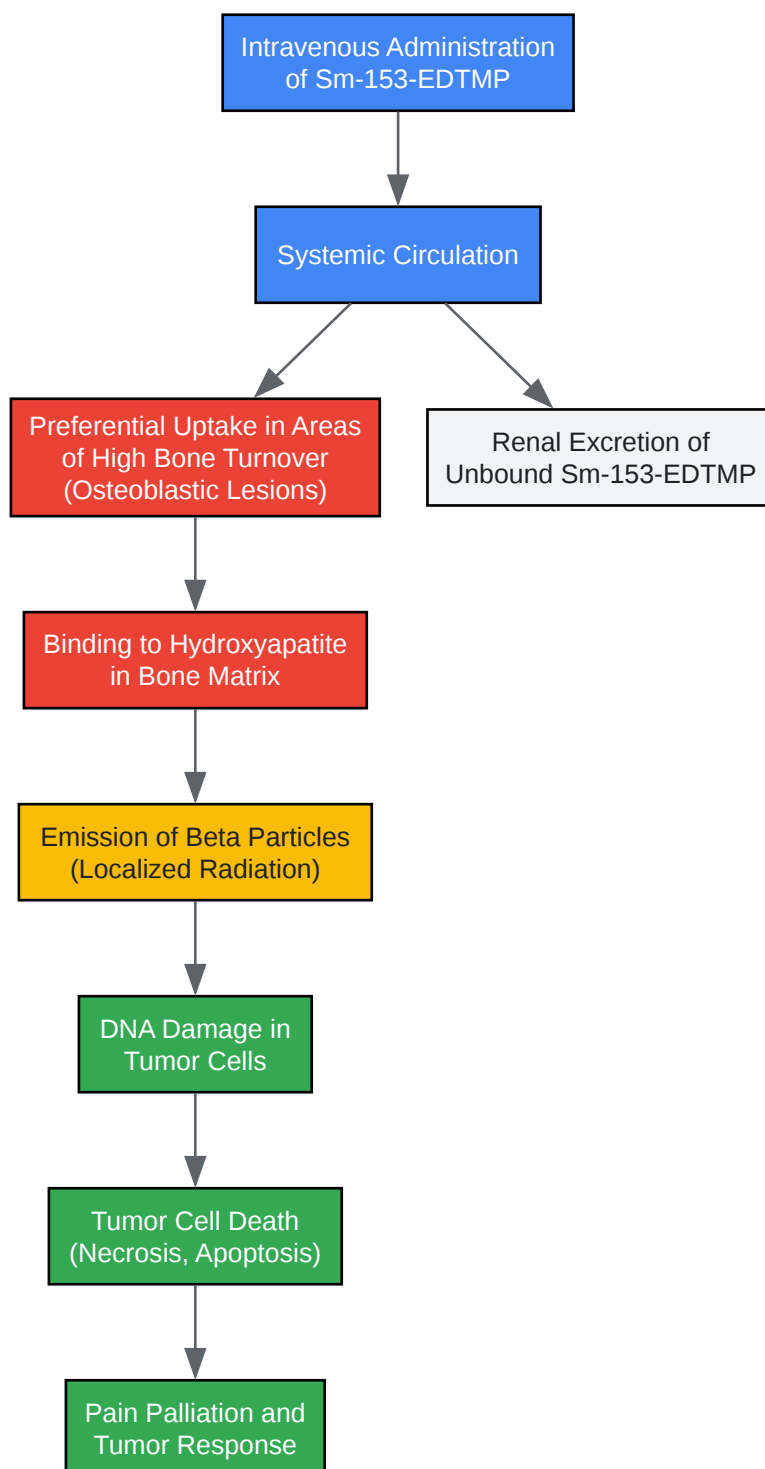 Intravenous Administration
of Sm-153-EDTMP
Systemic Circulation
Preferential Uptake in Areas
of High Bone Turnover
(Osteoblastic Lesions)
Renal Excretion of
Unbound Sm-153-EDTMP
Binding to Hydroxyapatite
in Bone Matrix
Emission of Beta Particles
(Localized Radiation)
DNA Damage in
Tumor Cells
Tumor Cell Death
(Necrosis, Apoptosis)
Pain Palliation and
Tumor Response